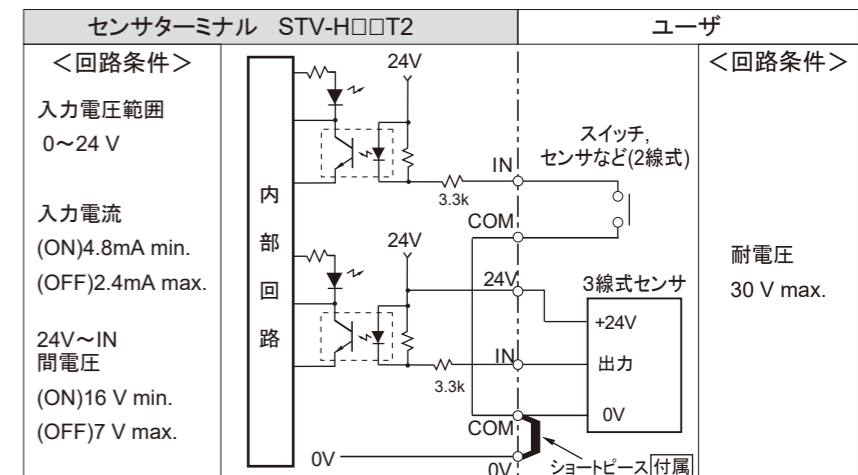 センサターミナル STV-H□□T2
ユーザ
＜回路条件＞
入力電圧範囲
0～24 V
入力電流
(ON)4.8mA min.
(OFF)2.4mA max.
24V～IN
間電圧
(ON)16 V min.
(OFF)7 V max.
内
部
回
路
24V
IN
3.3k
COM
24V
24V
IN
3.3k
COM
0V
0V
スイッチ,
センサなど(2線式)
3線式センサ
+24V
出力
0V
ショートピース付属
＜回路条件＞
耐電圧
30 V max.